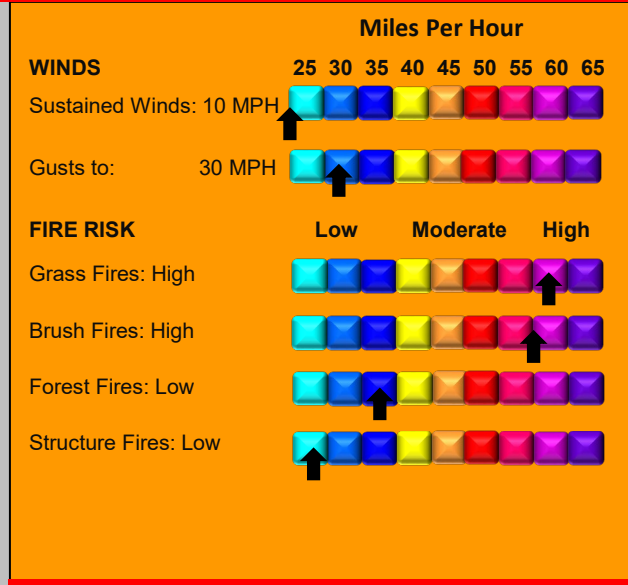 Miles Per Hour
WINDS 25 30 35 40 45 50 55 60 65
Sustained Winds: 10 MPH
Gusts to: 30 MPH
FIRE RISK Low Moderate High
Grass Fires: High
Brush Fires: High
Forest Fires: Low
Structure Fires: Low